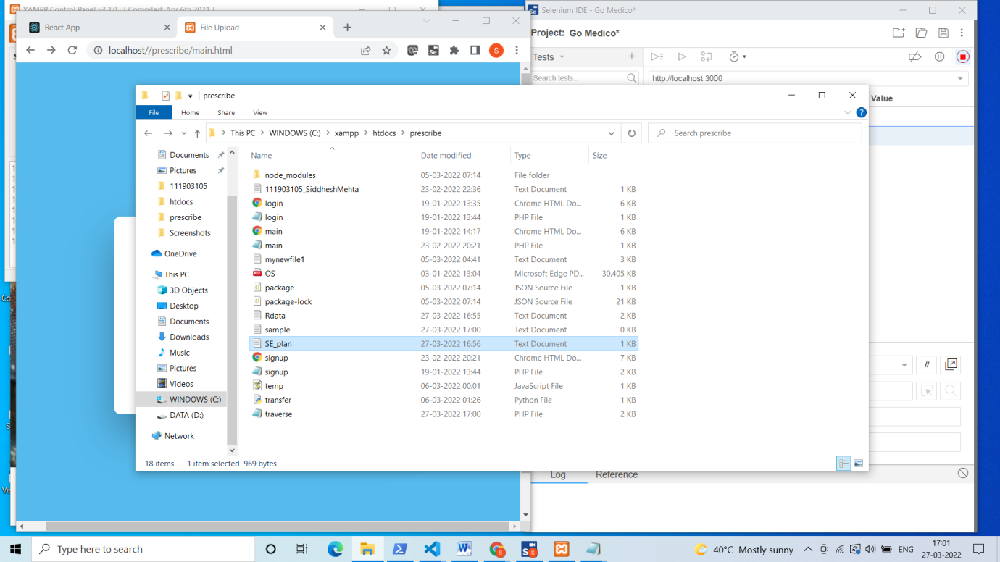 XAMPP Control Panel v3.3.0 [ Compiled: Apr 6th 2021 ]
React App
File Upload
localhost//prescribe/main.html
S
Selenium IDE - Go Medico*
Project: Go Medico*
Tests
Search tests...
http://localhost:3000
Value
prescribe
File
Home
Share
View
This PC
WINDOWS (C:)
xampp
htdocs
prescribe
Search prescribe
Documents
Pictures
111903105
htdocs
prescribe
Screenshots
OneDrive
This PC
3D Objects
Desktop
Documents
Downloads
Music
Pictures
Videos
WINDOWS (C:)
DATA (D:)
Network
Name Date modified Type Size
node_modules 05-03-2022 07:14 File folder
111903105_SiddheshMehta 23-02-2022 22:36 Text Document 1 KB
login 19-01-2022 13:35 Chrome HTML Do... 6 KB
login 19-01-2022 13:44 PHP File 1 KB
main 19-01-2022 14:17 Chrome HTML Do... 6 KB
main 23-02-2022 20:21 PHP File 1 KB
mynewfile1 05-03-2022 04:41 Text Document 3 KB
OS 03-01-2022 13:04 Microsoft Edge PD... 30,405 KB
package 05-03-2022 07:14 JSON Source File 1 KB
package-lock 05-03-2022 07:14 JSON Source File 21 KB
Rdata 27-03-2022 16:55 Text Document 2 KB
sample 27-03-2022 17:00 Text Document 0 KB
SE_plan 27-03-2022 16:56 Text Document 1 KB
signup 23-02-2022 20:21 Chrome HTML Do... 7 KB
signup 19-01-2022 13:44 PHP File 2 KB
temp 06-03-2022 00:01 JavaScript File 1 KB
transfer 06-03-2022 01:26 Python File 1 KB
traverse 27-03-2022 17:00 PHP File 2 KB
18 items 1 item selected 969 bytes
//
Log
Reference
Type here to search
40°C Mostly sunny
ENG
17:01
27-03-2022